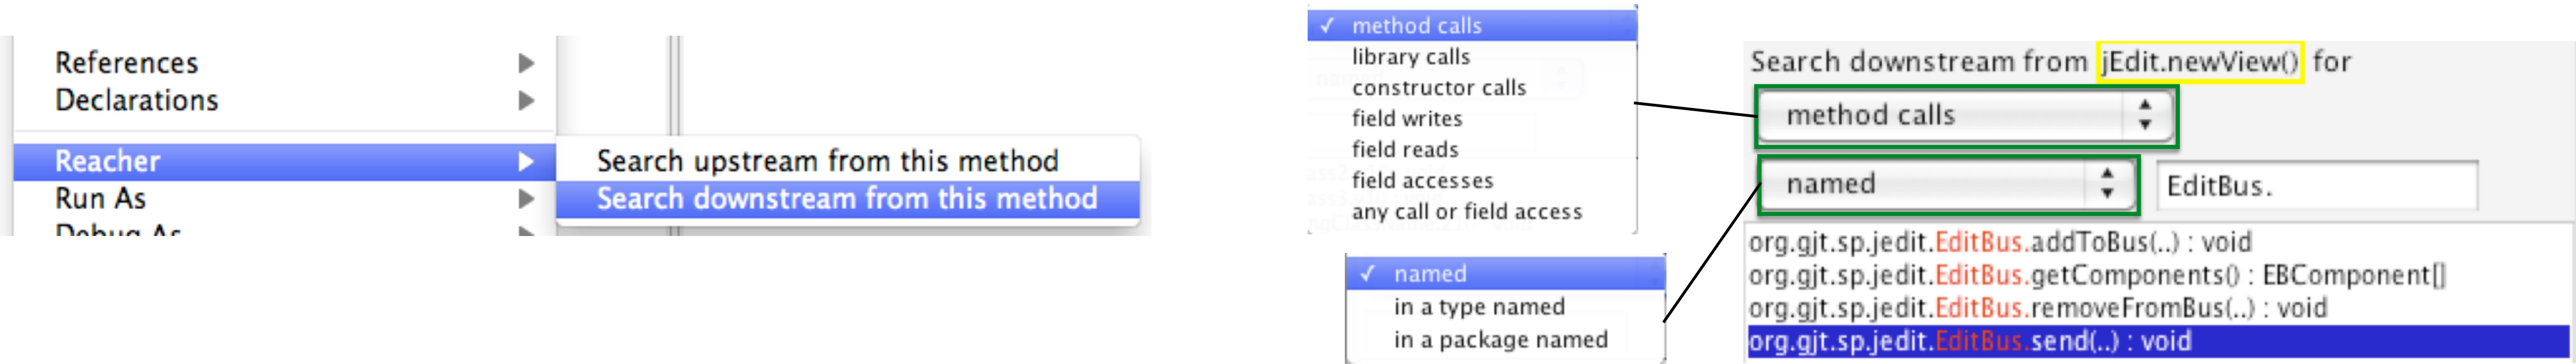 References
Declarations
Reacher
Run As
Debug As
Search upstream from this method
Search downstream from this method
✓ method calls
library calls
constructor calls
field writes
field reads
field accesses
any call or field access
✓ named
in a type named
in a package named
Search downstream from jEdit.newView() for
method calls
named
EditBus.
org.gjt.sp.jedit.EditBus.addToBus(..) : void
org.gjt.sp.jedit.EditBus.getComponents() : EBComponent[]
org.gjt.sp.jedit.EditBus.removeFromBus(..) : void
org.gjt.sp.jedit.EditBus.send(..) : void